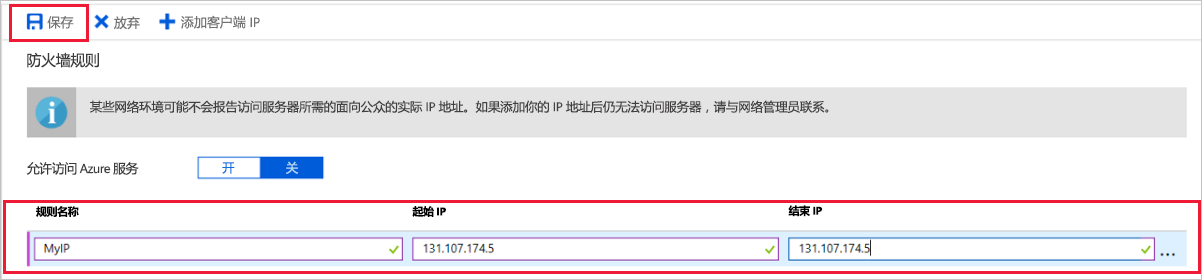 保存 放弃 添加客户端 IP
防火墙规则
某些网络环境可能不会报告访问服务器所需的面向公众的实际 IP 地址。如果添加你的 IP 地址后仍无法访问服务器，请与网络管理员联系。
允许访问 Azure 服务 开 关
规则名称 起始 IP 结束 IP
MyIP 131.107.174.5 131.107.174.5 ...